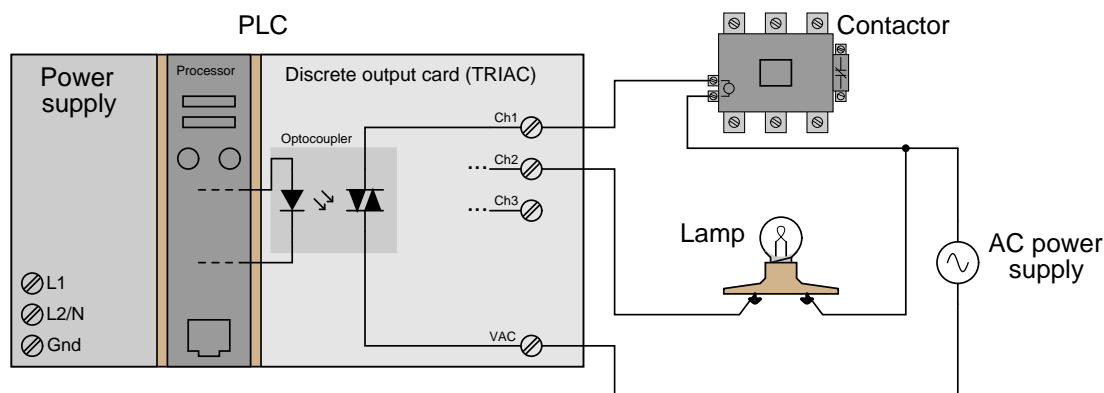 PLC
Contactor
Power
supply
Processor
Discrete output card (TRIAC)
Ch1
Optocoupler
... Ch2
... Ch3
Lamp
AC power
supply
L1
L2/N
Gnd
VAC